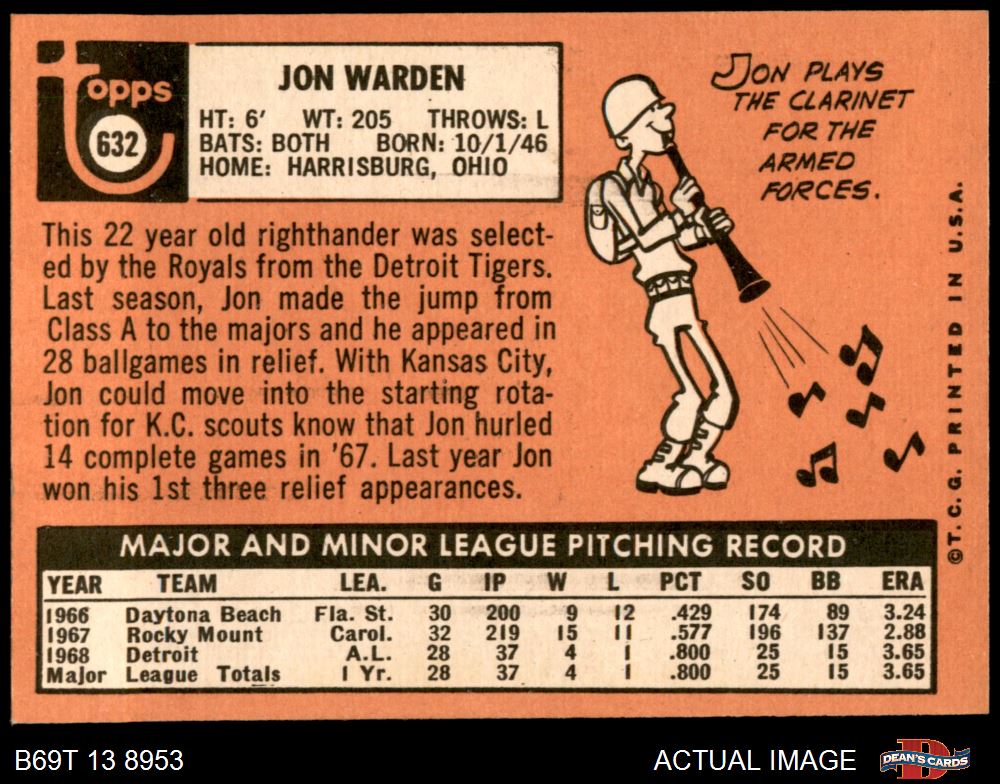 Topps
632
JON WARDEN
HT: 6' WT: 205 THROWS: L
BATS: BOTH BORN: 10/1/46
HOME: HARRISBURG, OHIO
This 22 year old righthander was select-
ed by the Royals from the Detroit Tigers.
Last season, Jon made the jump from
Class A to the majors and he appeared in
28 ballgames in relief. With Kansas City,
Jon could move into the starting rota-
tion for K.C. scouts know that Jon hurled
14 complete games in '67. Last year Jon
won his 1st three relief appearances.
JON PLAYS
THE CLARINET
FOR THE
ARMED
FORCES.
©T. C. G. PRINTED IN U.S.A.
MAJOR AND MINOR LEAGUE PITCHING RECORD
YEAR TEAM LEA. G IP W L PCT SO BB ERA
1966 Daytona Beach Fla. St. 30 200 9 12 .429 174 89 3.24
1967 Rocky Mount Carol. 32 219 15 11 .577 196 137 2.88
1968 Detroit A.L. 28 37 4 1 .800 25 15 3.65
Major League Totals 1 Yr. 28 37 4 1 .800 25 15 3.65
B69T 13 8953
ACTUAL IMAGE
DEAN'S CARDS